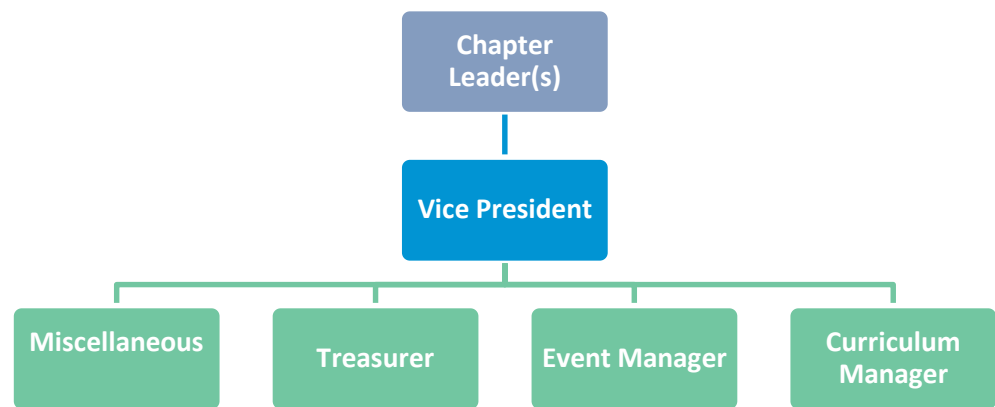 Chapter
Leader(s)
Vice President
Miscellaneous
Treasurer
Event Manager
Curriculum
Manager